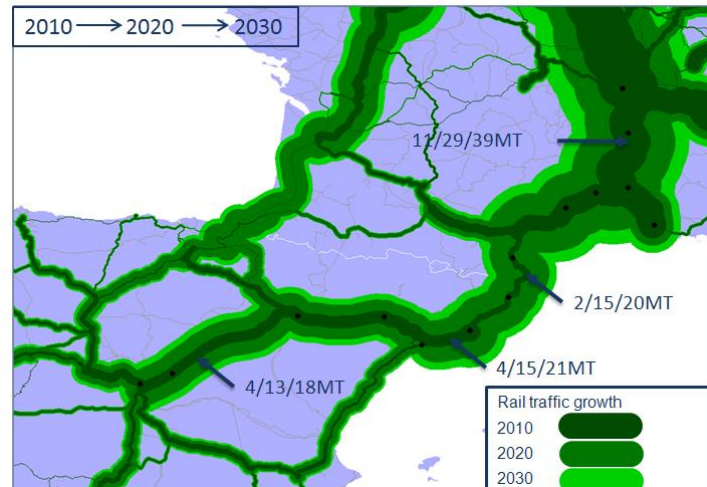 2010 → 2020 → 2030
11/29/39MT
2/15/20MT
4/15/21MT
4/13/18MT
Rail traffic growth
2010
2020
2030